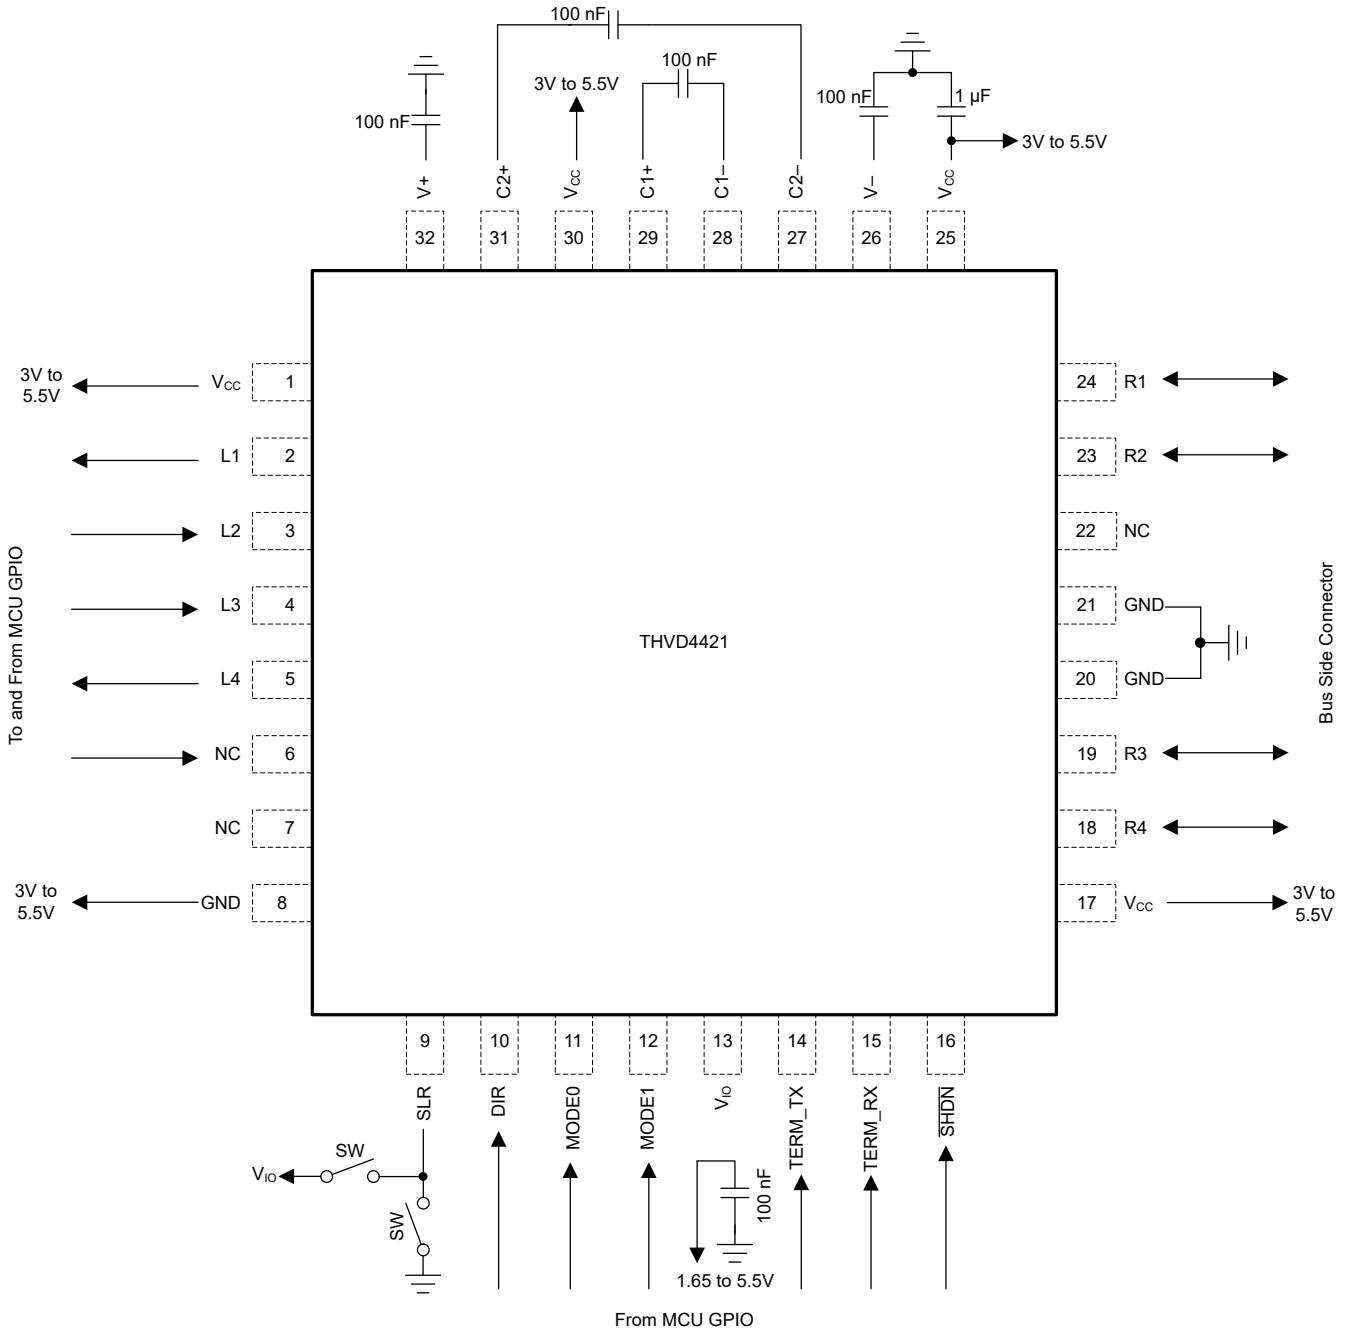 100 nF
100 nF
3V to 5.5V
100 nF
1 µF
100 nF
3V to 5.5V
V+
C2+
VCC
C1+
C1–
C2–
V–
VCC
32
31
30
29
28
27
26
25
3V to
5.5V
VCC
1
24
R1
L1
2
23
R2
L2
3
22
NC
L3
4
21
GND
THVD4421
L4
5
20
GND
NC
6
19
R3
NC
7
18
R4
3V to
5.5V
GND
8
17
VCC
3V to
5.5V
To and From MCU GPIO
Bus Side Connector
9
10
11
12
13
14
15
16
SLR
DIR
MODE0
MODE1
VIO
TERM_TX
TERM_RX
SHDN
SW
VIO
SW
100 nF
1.65 to 5.5V
From MCU GPIO